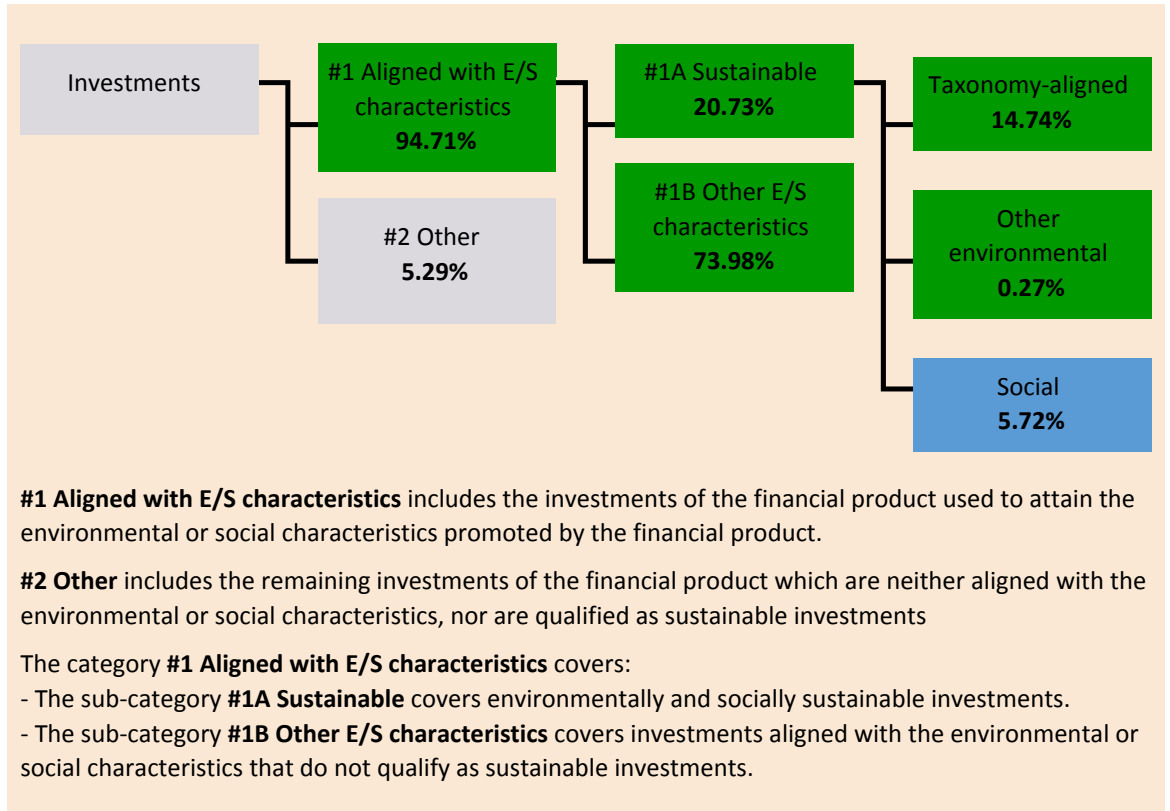 Investments
#1 Aligned with E/S
characteristics
94.71%
#2 Other
5.29%
#1A Sustainable
20.73%
#1B Other E/S
characteristics
73.98%
Taxonomy-aligned
14.74%
Other
environmental
0.27%
Social
5.72%
#1 Aligned with E/S characteristics includes the investments of the financial product used to attain the
environmental or social characteristics promoted by the financial product.
#2 Other includes the remaining investments of the financial product which are neither aligned with the
environmental or social characteristics, nor are qualified as sustainable investments
The category #1 Aligned with E/S characteristics covers:
- The sub-category #1A Sustainable covers environmentally and socially sustainable investments.
- The sub-category #1B Other E/S characteristics covers investments aligned with the environmental or
social characteristics that do not qualify as sustainable investments.